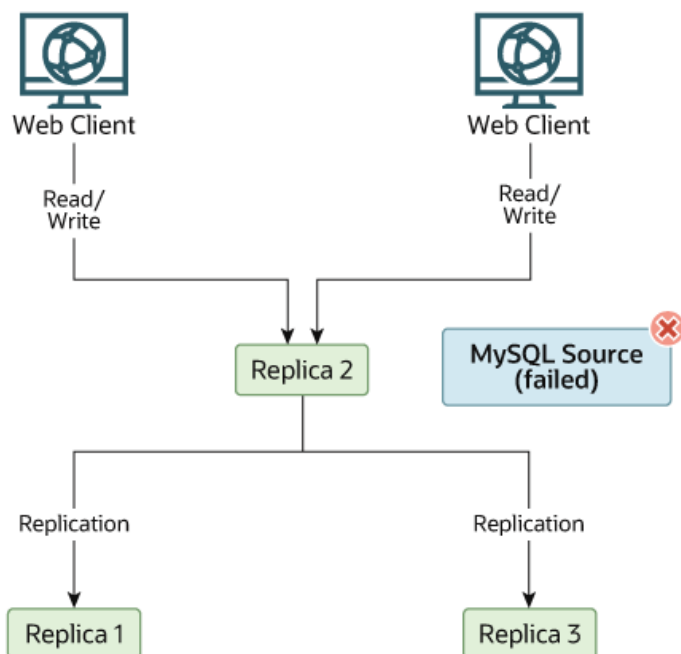 Web Client
Web Client
Read/
Write
Read/
Write
MySQL Source
(failed)
Replica 2
Replication
Replication
Replica 1
Replica 3